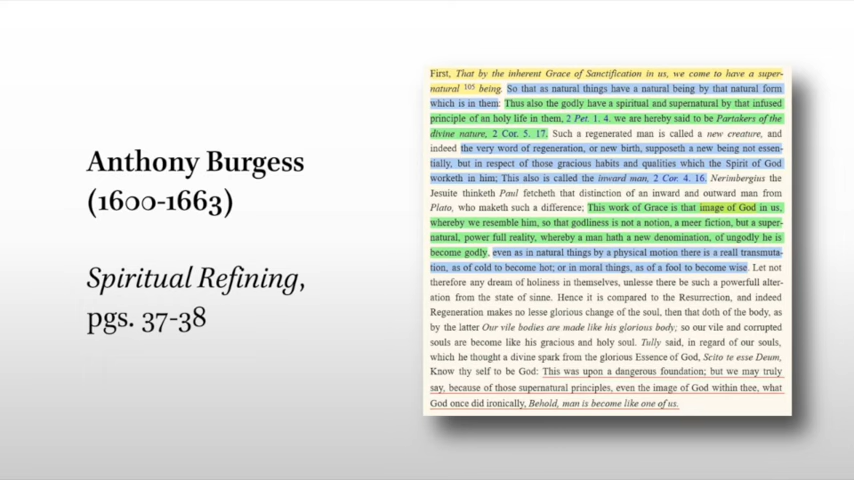 Anthony Burgess
(1600-1663)
Spiritual Refining,
pgs. 37-38
First, That by the inherent Grace of Sanctification in us, we come to have a super-
natural 105 being. So that as natural things have a natural being by that natural form
which is in them: Thus also the godly have a spiritual and supernatural by that infused
principle of an holy life in them, 2 Pet. 1. 4. we are hereby said to be Partakers of the
divine nature, 2 Cor. 5. 17. Such a regenerated man is called a new creature, and
indeed the very word of regeneration, or new birth, supposeth a new being not essen-
tially, but in respect of those gracious habits and qualities which the Spirit of God
worketh in him; This also is called the inward man, 2 Cor. 4. 16. Nerimbergius the
Jesuite thinketh Paul fetcheth that distinction of an inward and outward man from
Plato, who maketh such a difference; This work of Grace is that image of God in us,
whereby we resemble him, so that godliness is not a notion, a meer fiction, but a super-
natural, power full reality, whereby a man hath a new denomination, of ungodly he is
become godly, even as in natural things by a physical motion there is a reall transmuta-
tion, as of cold to become hot; or in moral things, as of a fool to become wise. Let not
therefore any dream of holiness in themselves, unlesse there be such a powerfull alter-
ation from the state of sinne. Hence it is compared to the Resurrection, and indeed
Regeneration makes no lesse glorious change of the soul, then that doth of the body, as
by the latter Our vile bodies are made like his glorious body; so our vile and corrupted
souls are become like his gracious and holy soul. Tully said, in regard of our souls,
which he thought a divine spark from the glorious Essence of God, Scito te esse Deum,
Know thy self to be God: This was upon a dangerous foundation; but we may truly
say, because of those supernatural principles, even the image of God within thee, what
God once did ironically, Behold, man is become like one of us.